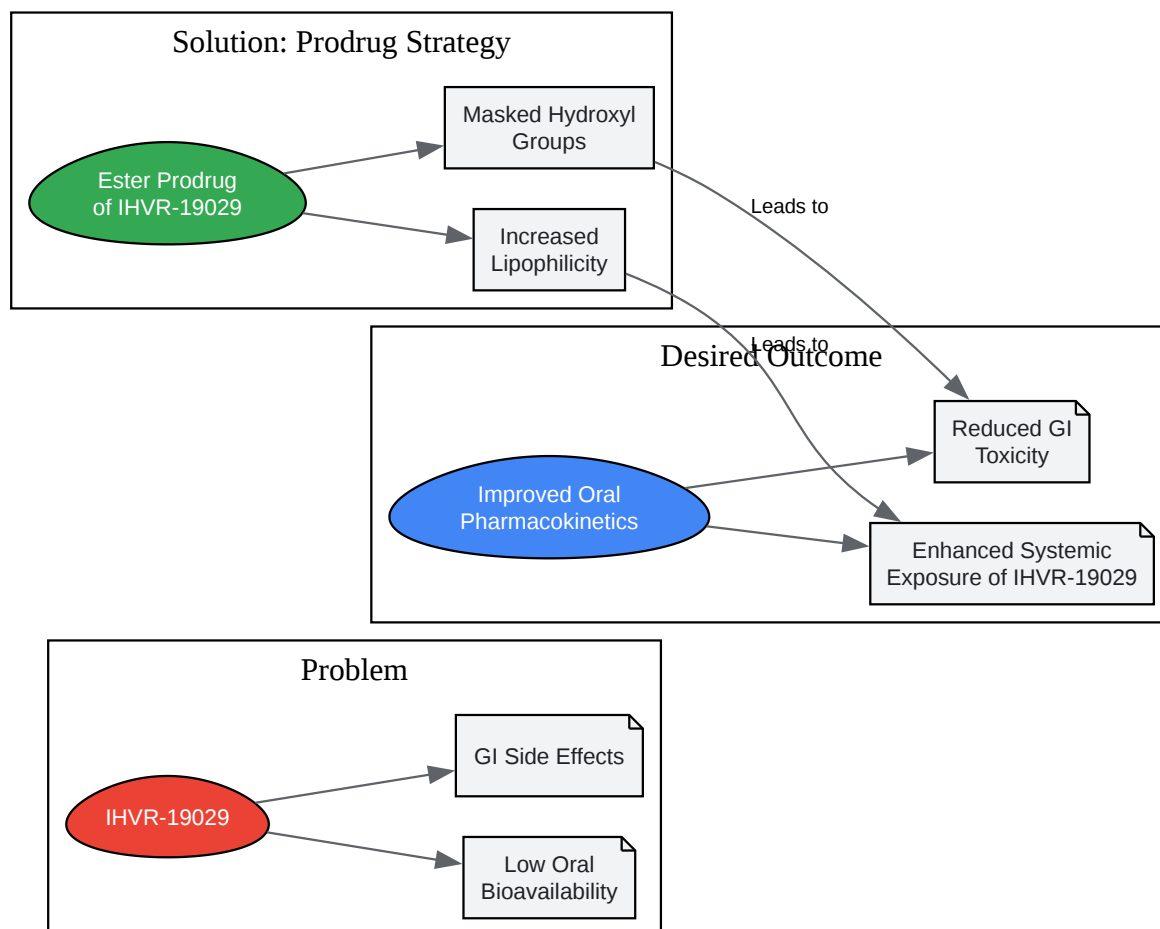 Solution: Prodrug Strategy
Masked Hydroxyl
Groups
Ester Prodrug
of IHVR-19029
Increased
Lipophilicity
Leads to
Leads to
Desired Outcome
Reduced GI
Toxicity
Improved Oral
Pharmacokinetics
Enhanced Systemic
Exposure of IHVR-19029
Problem
GI Side Effects
IHVR-19029
Low Oral
Bioavailability